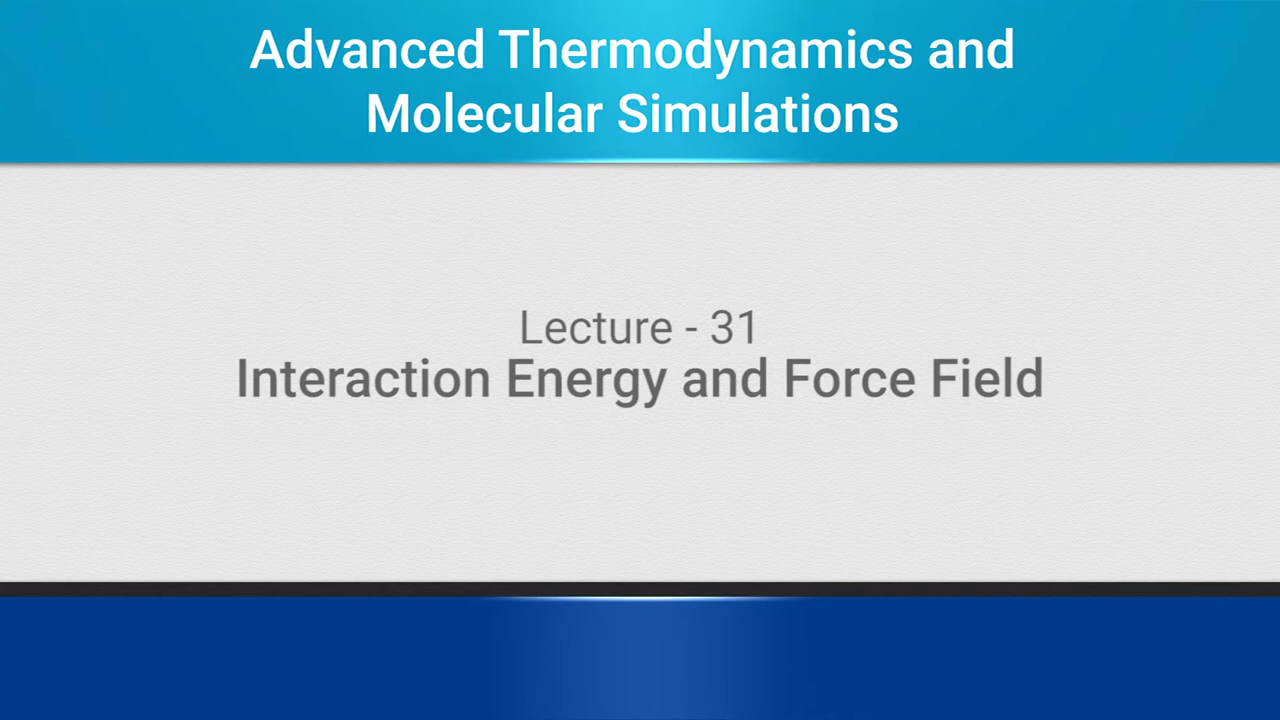 Advanced Thermodynamics and
Molecular Simulations
Lecture - 31
Interaction Energy and Force Field